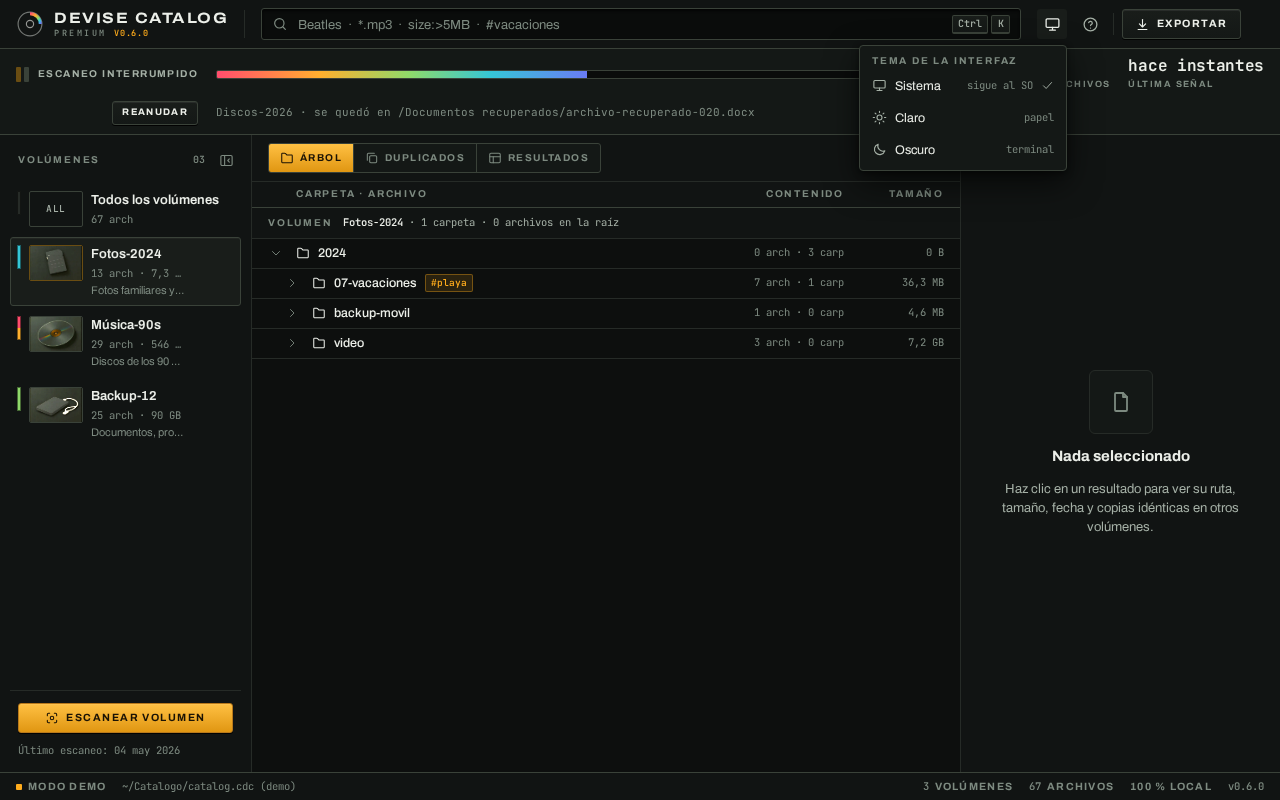 DEVISE CATALOG
PREMIUM V0.6.0
Beatles · *.mp3 · size:>5MB · #vacaciones
Ctrl K
EXPORTAR
ESCANEO INTERRUMPIDO
CHIVOS
hace instantes
ÚLTIMA SEÑAL
REANUDAR
Discos-2026 · se quedó en /Documentos recuperados/archivo-recuperado-020.docx
TEMA DE LA INTERFAZ
Sistema sigue al SO
Claro papel
Oscuro terminal
VOLÚMENES 03
ALL
Todos los volúmenes
67 arch
Fotos-2024
13 arch · 7,3 …
Fotos familiares y…
Música-90s
29 arch · 546 …
Discos de los 90 …
Backup-12
25 arch · 90 GB
Documentos, pro…
ESCANEAR VOLUMEN
Último escaneo: 04 may 2026
ÁRBOL DUPLICADOS RESULTADOS
CARPETA · ARCHIVO CONTENIDO TAMAÑO
VOLUMEN Fotos-2024 · 1 carpeta · 0 archivos en la raíz
2024 0 arch · 3 carp 0 B
07-vacaciones #playa 7 arch · 1 carp 36,3 MB
backup-movil 1 arch · 0 carp 4,6 MB
video 3 arch · 0 carp 7,2 GB
Nada seleccionado
Haz clic en un resultado para ver su ruta,
tamaño, fecha y copias idénticas en otros
volúmenes.
MODO DEMO ~/Catalogo/catalog.cdc (demo)
3 VOLÚMENES 67 ARCHIVOS 100 % LOCAL v0.6.0